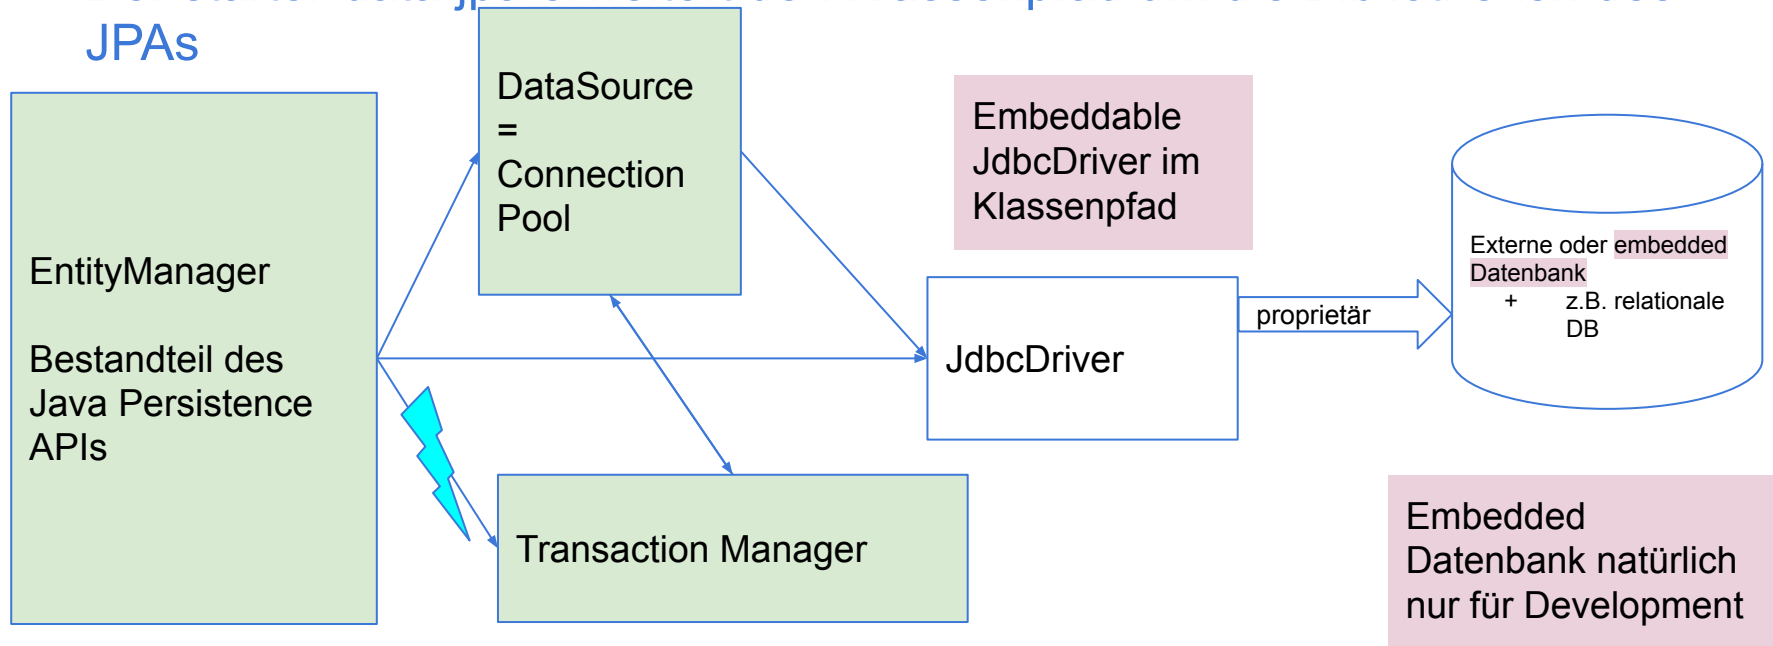 JPAs
DataSource
=
Connection
Pool
Embeddable
JdbcDriver im
Klassenpfad
EntityManager
Bestandteil des
Java Persistence
APIs
Externe oder embedded
Datenbank
+ z.B. relationale
DB
proprietär
JdbcDriver
Transaction Manager
Embedded
Datenbank natürlich
nur für Development